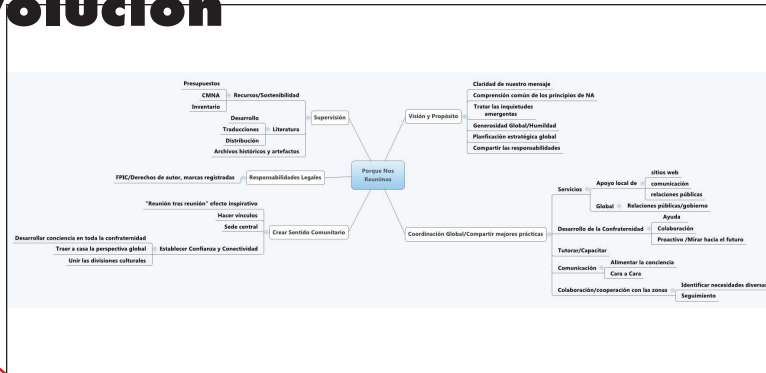 Presupuestos
CMNA
Recursos/Sostenibilidad
Inventario
Desarrollo
Traducciones
Literatura
Distribución
Archivos históricos y artefactos
Supervisión
FPIC/Derechos de autor, marcas registradas
Responsabilidades Legales
"Reunión tras reunión" efecto inspirativo
Hacer vínculos
Sede central
Crear Sentido Comunitario
Desarrollar conciencia en toda la confraternidad
Traer a casa la perspectiva global
Establecer Confianza y Conectividad
Unir las divisiones culturales
Porque Nos
Reunimos
Visión y Propósito
Claridad de nuestro mensaje
Comprensión común de los principios de NA
Tratar las inquietudes
emergentes
Generosidad Global/Humildad
Planficación estratégica global
Compartir las responsabilidades
Coordinación Global/Compartir mejores prácticas
Servicios
Apoyo local de
sitios web
comunicación
relaciones públicas
Global
Relaciones públicas/gobierno
Desarrollo de la Confraternidad
Ayuda
Colaboración
Proactivo /Mirar hacia el futuro
Tutorar/Capacitar
Comunicación
Alimentar la conciencia
Cara a Cara
Colaboración/cooperación con las zonas
Identificar necesidades diversas
Seguimiento